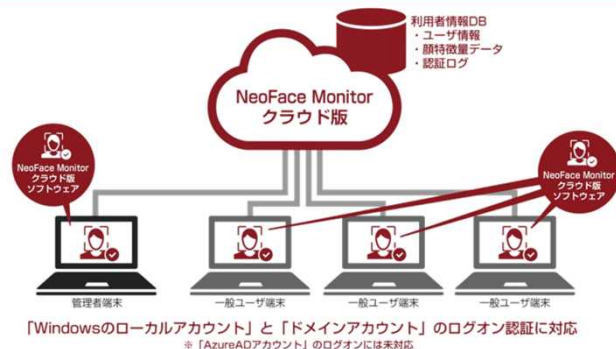 利用者情報DB
・ユーザ情報
・顔特徴量データ
・認証ログ
NeoFace Monitor
クラウド版
NeoFace Monitor
クラウド版
ソフトウェア
NeoFace Monitor
クラウド版
ソフトウェア
管理者端末
一般ユーザ端末
一般ユーザ端末
一般ユーザ端末
「Windowsのローカルアカウント」と「ドメインアカウント」のログオン認証に対応
※「AzureADアカウント」のログオンには未対応